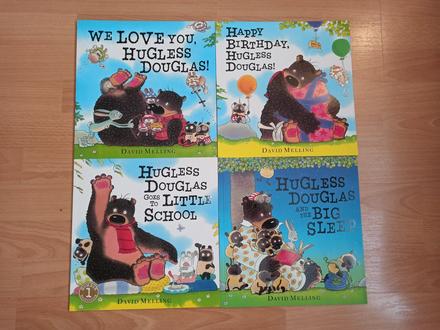 WE LOVE YOU,
HUGLESS
DOUGLAS!
DAVID MELLING
HAPPY
BIRTHDAY,
HUGLESS
DOUGLAS!
DAVID MELLING
HUGLESS
DOUGLAS
GOES TO LITTLE
SCHOOL
1
DAVID MELLING
HUGLESS
DOUGLAS
AND THE BIG
SLEEP
DAVID MELLING